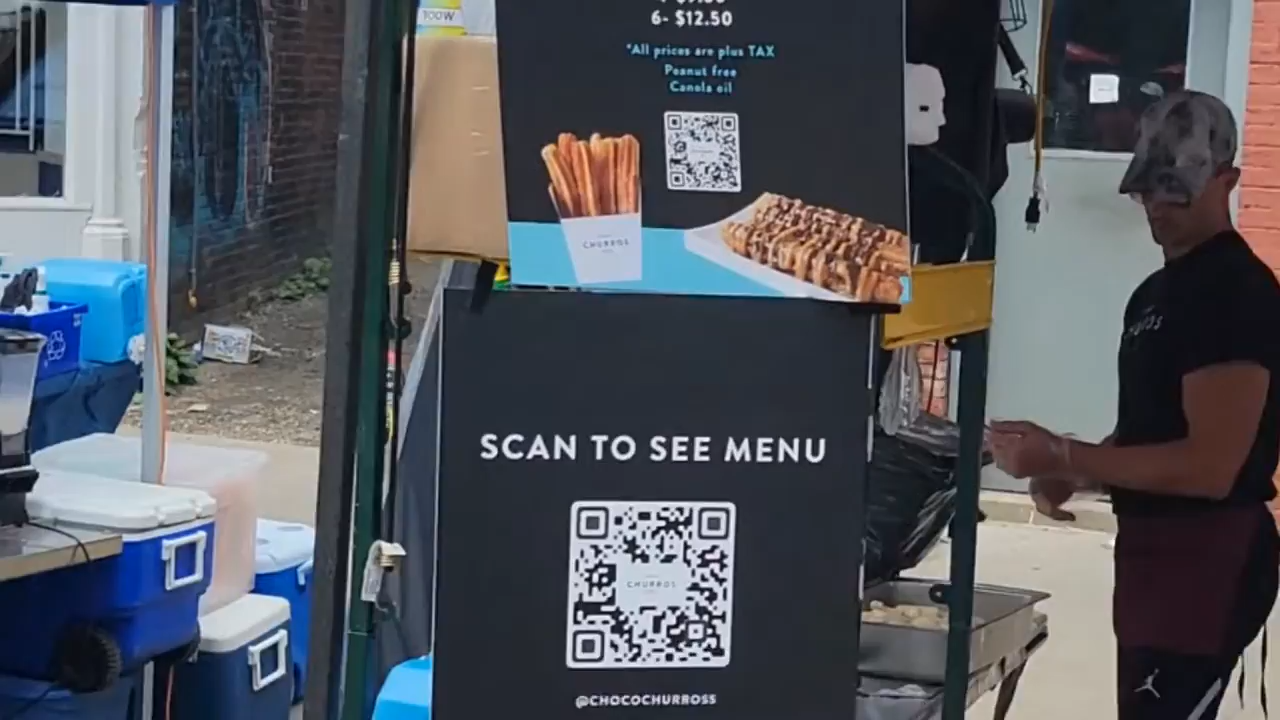 100W
6- $12.50
*All prices are plus TAX
Peanut free
Canola oil
CHURROS
SCAN TO SEE MENU
CHURROS
@CHOCOCHURROSS